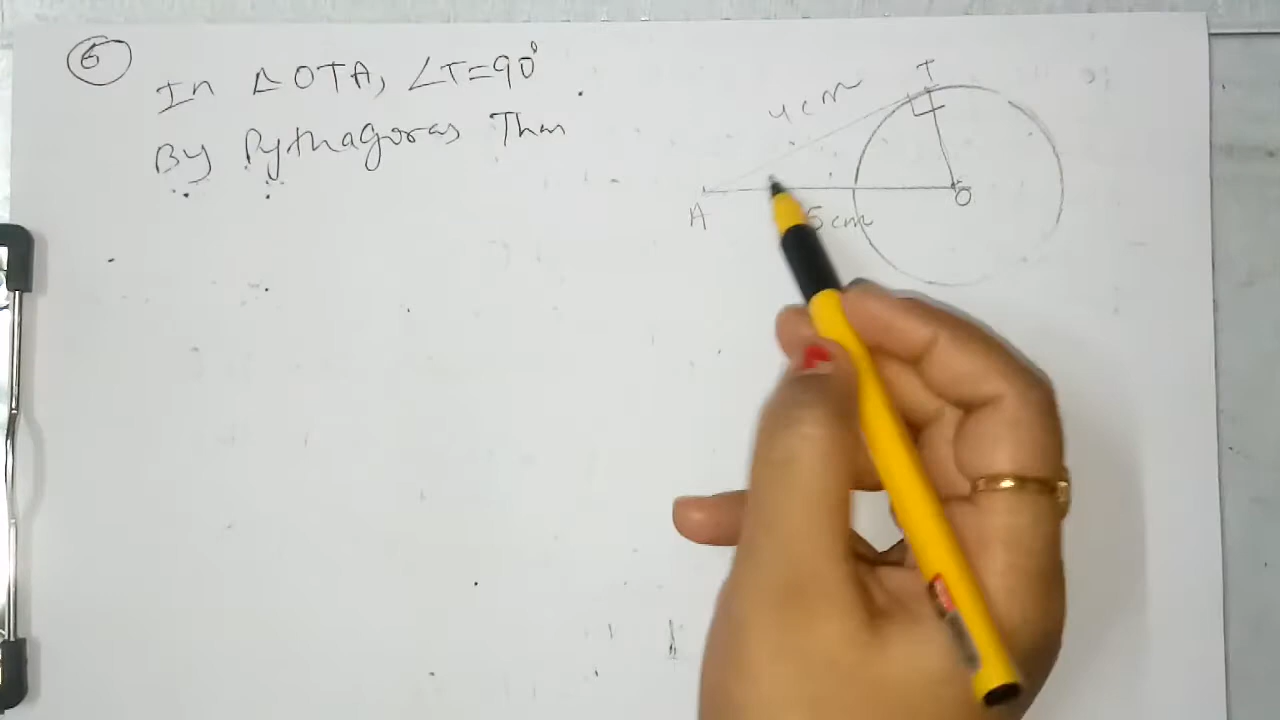 6
In △ OTA, ∠T=90°
By Pythagoras Thm
T
4cm
O
A
5cm